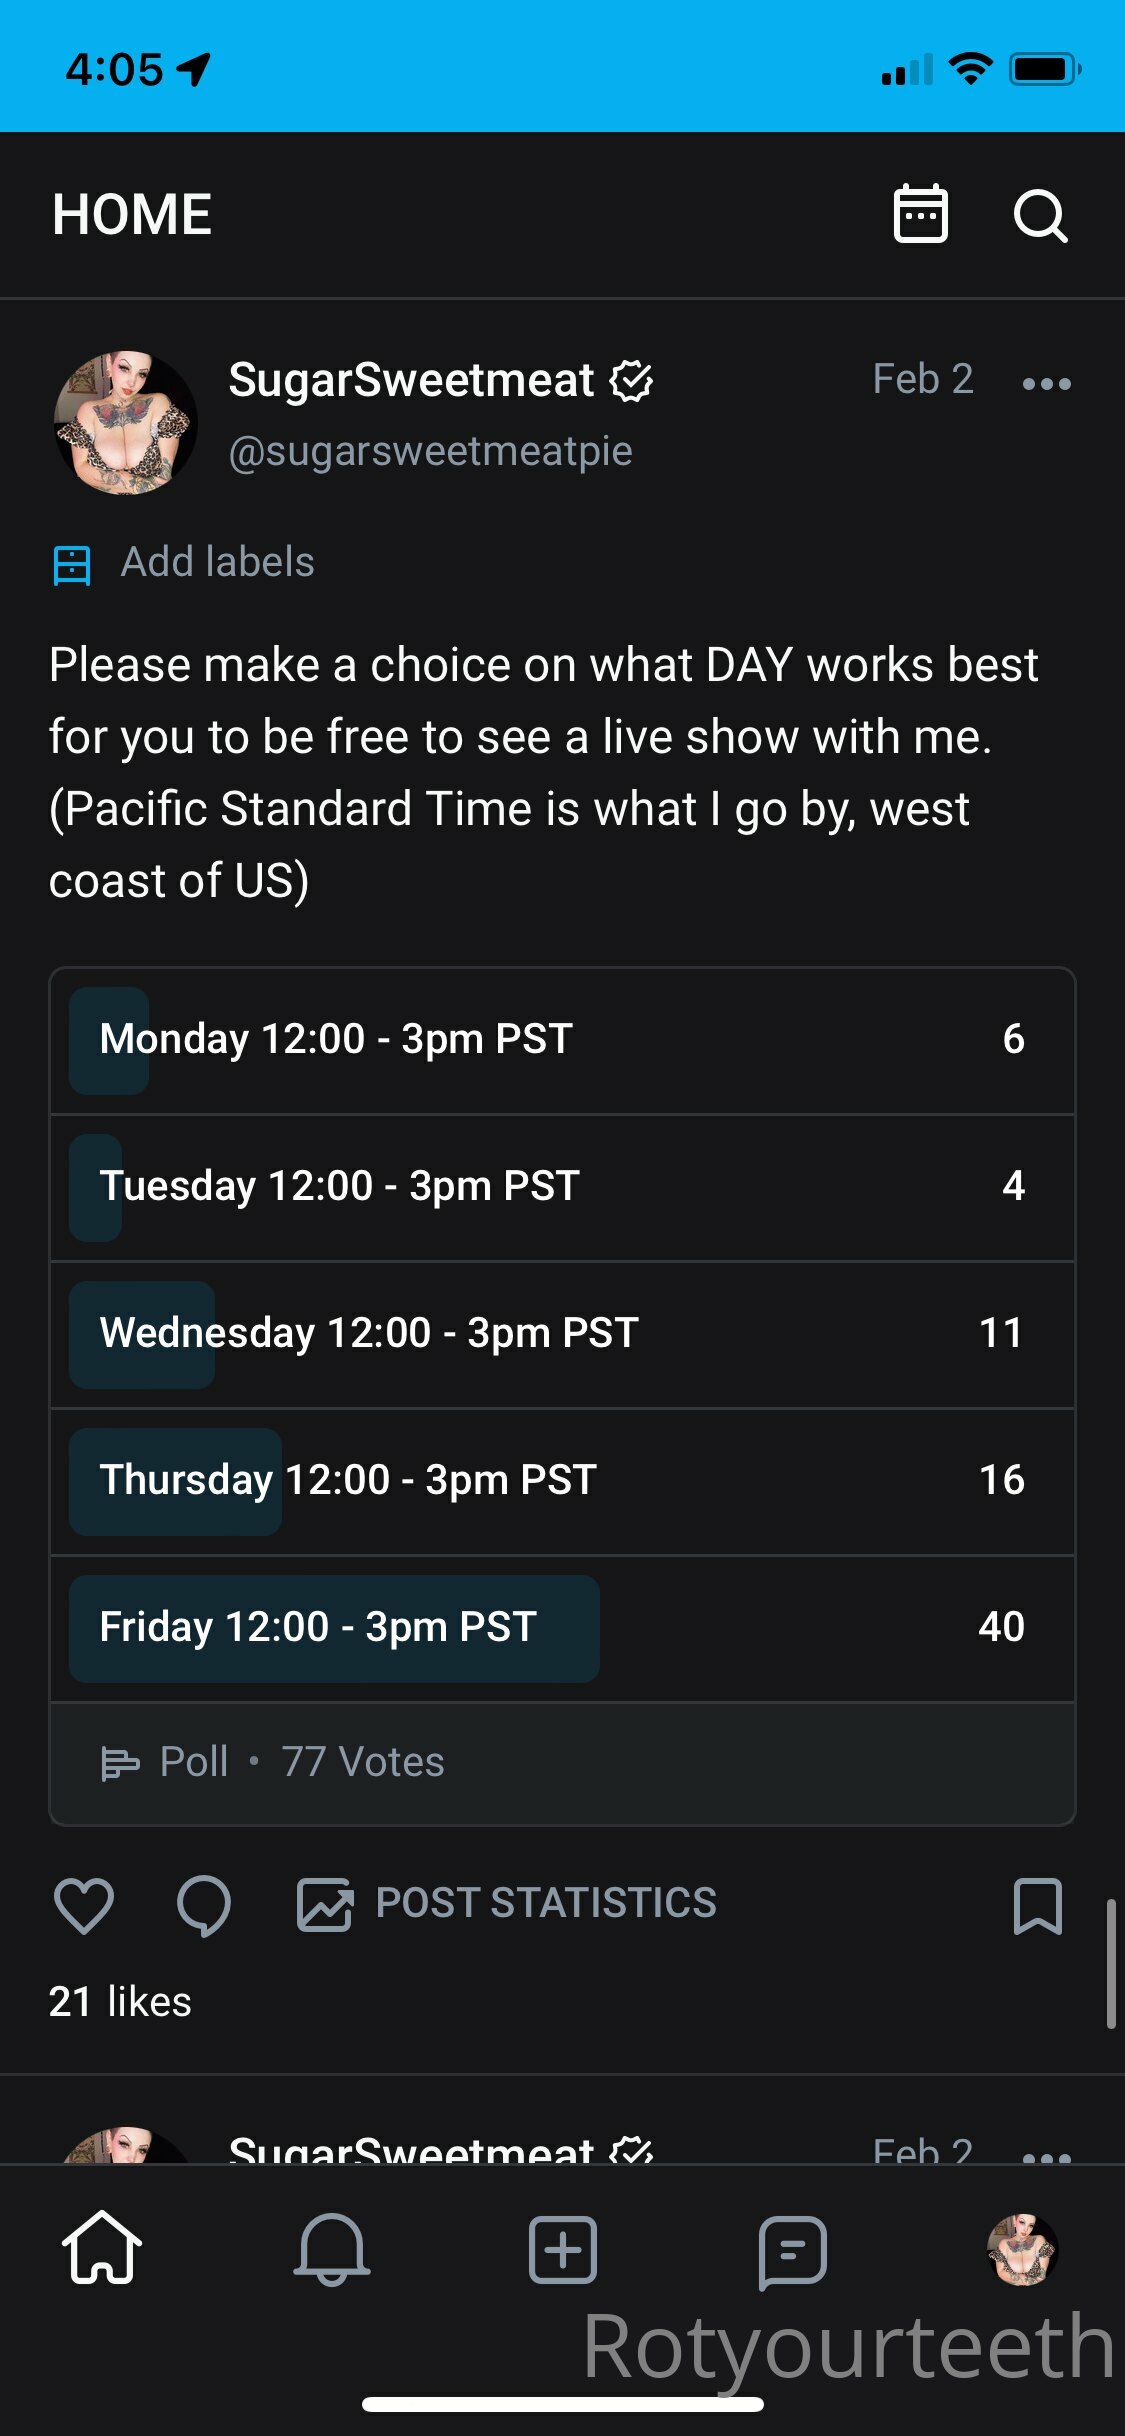 4:05
HOME
SugarSweetmeat
Feb 2
@sugarsweetmeatpie
Add labels
Please make a choice on what DAY works best
for you to be free to see a live show with me.
(Pacific Standard Time is what I go by, west
coast of US)
Monday 12:00 - 3pm PST 6
Tuesday 12:00 - 3pm PST 4
Wednesday 12:00 - 3pm PST 11
Thursday 12:00 - 3pm PST 16
Friday 12:00 - 3pm PST 40
Poll • 77 Votes
POST STATISTICS
21 likes
SugarSweetmeat
Feb 2
Rotyourteeth